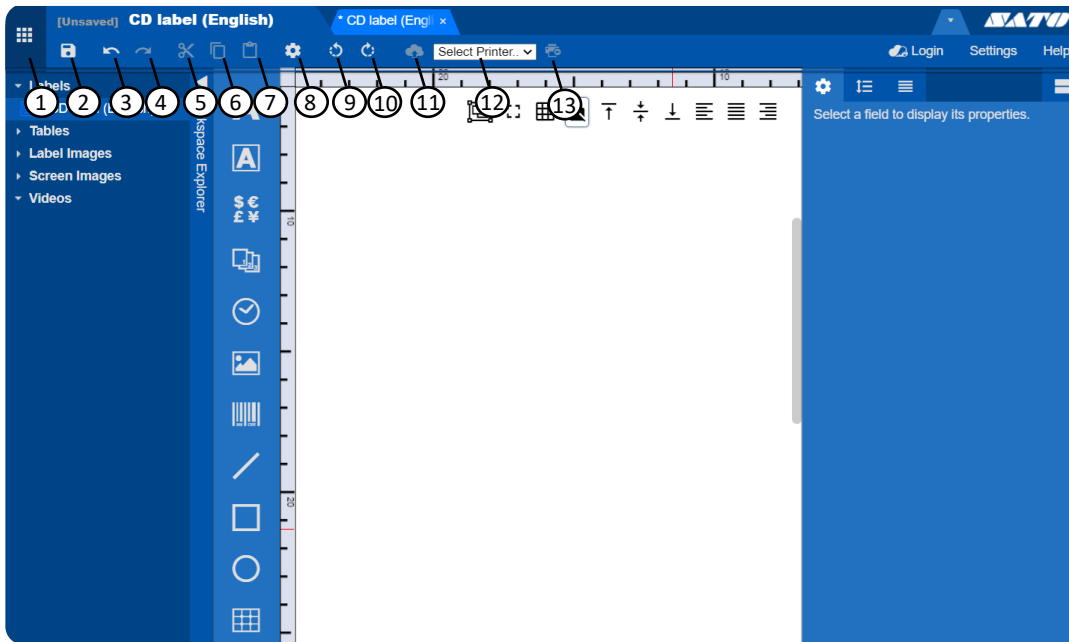 [Unsaved] CD label (English)
* CD label (Engli ×
SATO
Select Printer..
Login
Settings
Help
20
10
1
2
3
4
5
6
7
8
9
10
11
12
13
Labels
Tables
Label Images
Screen Images
Videos
A
$ €
£ ¥
10
20
Select a field to display its properties.